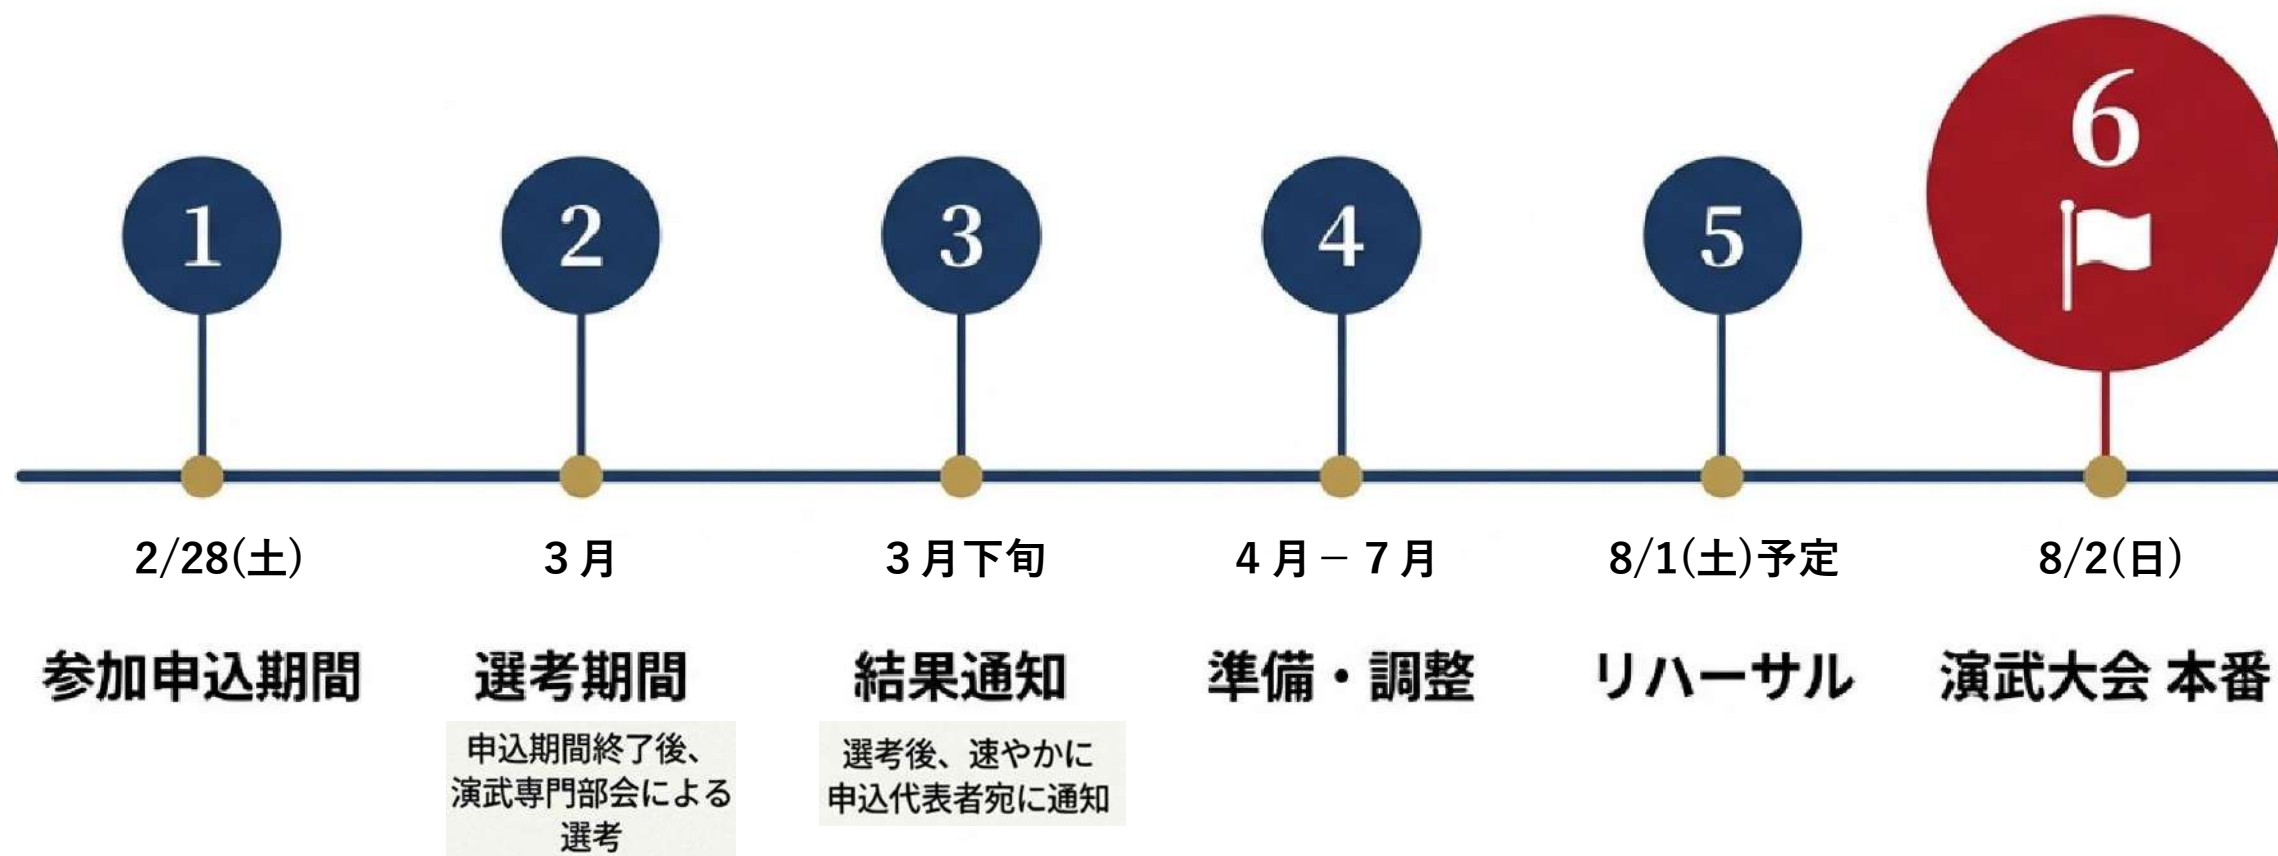 1
2
3
4
5
6
2/28(土)
3月
3月下旬
4月－7月
8/1(土)予定
8/2(日)
参加申込期間
選考期間
結果通知
準備・調整
リハーサル
演武大会 本番
申込期間終了後、
演武専門部会による
選考
選考後、速やかに
申込代表者宛に通知